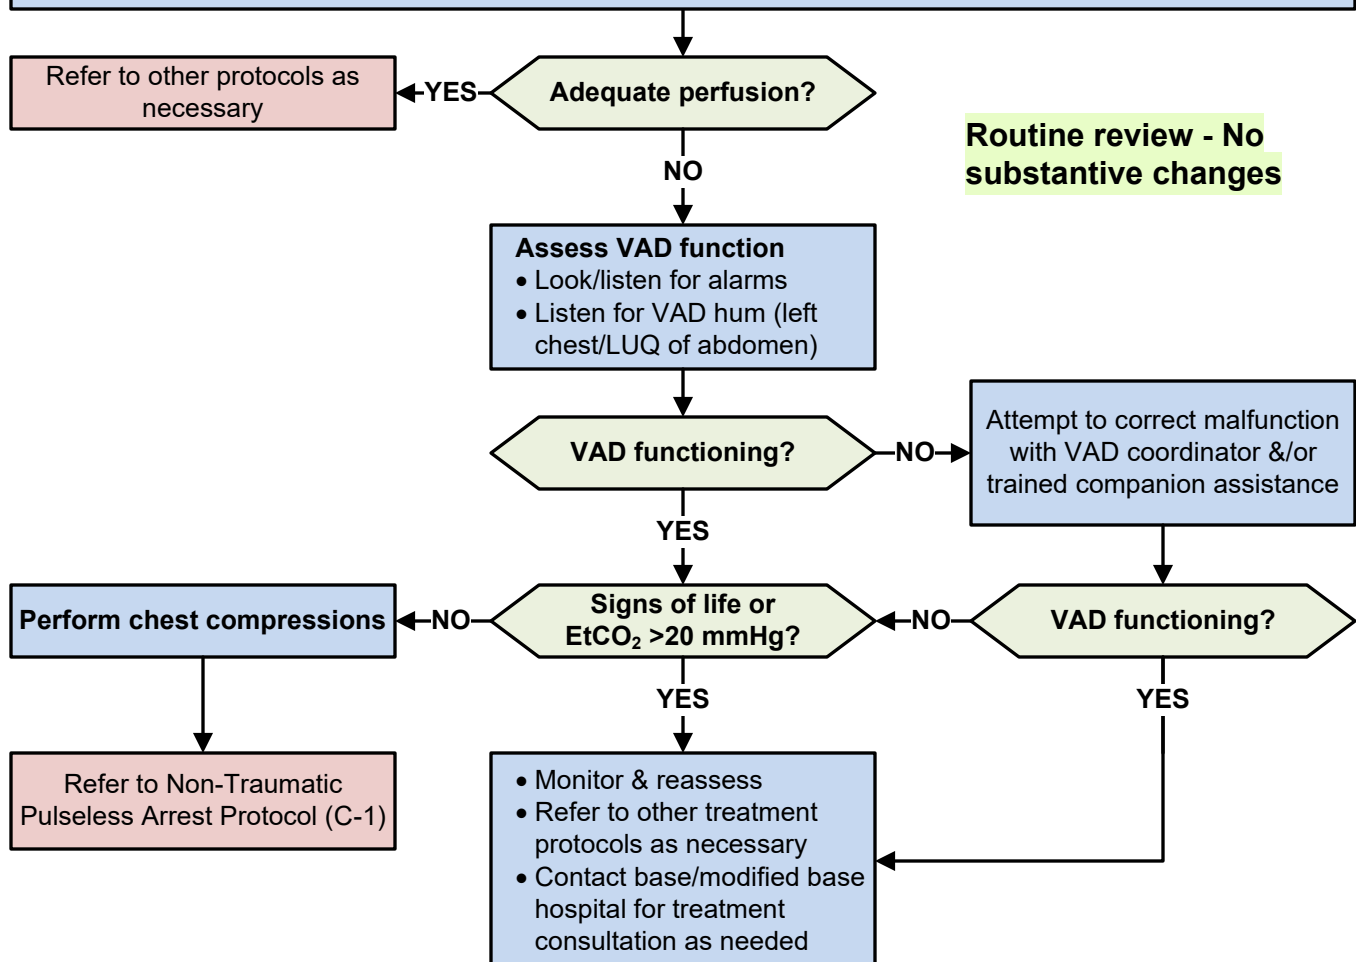 Refer to other protocols as
necessary
YES
Adequate perfusion?
Routine review - No
substantive changes
NO
Assess VAD function
• Look/listen for alarms
• Listen for VAD hum (left
chest/LUQ of abdomen)
VAD functioning?
NO
Attempt to correct malfunction
with VAD coordinator &/or
trained companion assistance
YES
Perform chest compressions
NO
Signs of life or
EtCO₂ >20 mmHg?
NO
VAD functioning?
YES
YES
Refer to Non-Traumatic
Pulseless Arrest Protocol (C-1)
• Monitor & reassess
• Refer to other treatment
protocols as necessary
• Contact base/modified base
hospital for treatment
consultation as needed